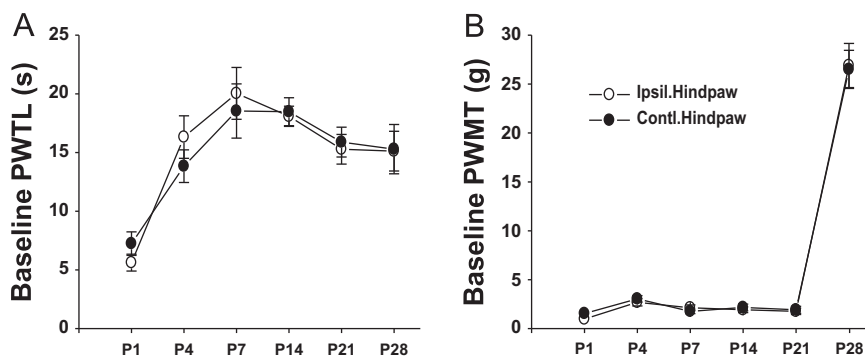 A
Baseline PWTL (s)
25
20
15
10
5
0
P1 P4 P7 P14 P21 P28
B
Baseline PWMT (g)
30
25
20
15
10
5
0
Ipsil.Hindpaw
Contl.Hindpaw
P1 P4 P7 P14 P21 P28